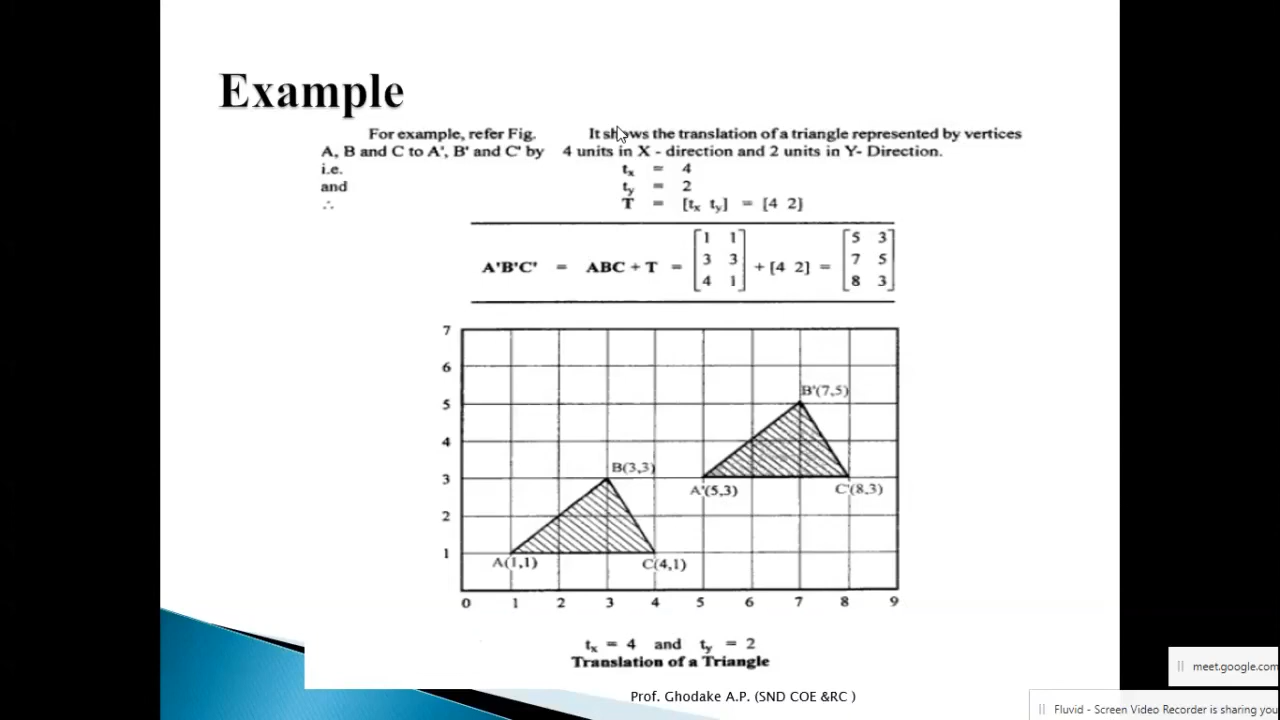 Example
For example, refer Fig. It shows the translation of a triangle represented by vertices
A, B and C to A', B' and C' by 4 units in X - direction and 2 units in Y- Direction.
i.e. tx = 4
and ty = 2
∴ T = [tx ty] = [4 2]
A'B'C' = ABC + T = [1 1 3 3 4 1] + [4 2] = [5 3 7 5 8 3]
7
6
B'(7,5)
5
4
B(3,3)
3
A'(5,3) C'(8,3)
2
1
A(1,1) C(4,1)
0 1 2 3 4 5 6 7 8 9
tx = 4 and ty = 2
Translation of a Triangle
Prof. Ghodake A.P. (SND COE &RC )
meet.google.com
Fluvid - Screen Video Recorder is sharing you